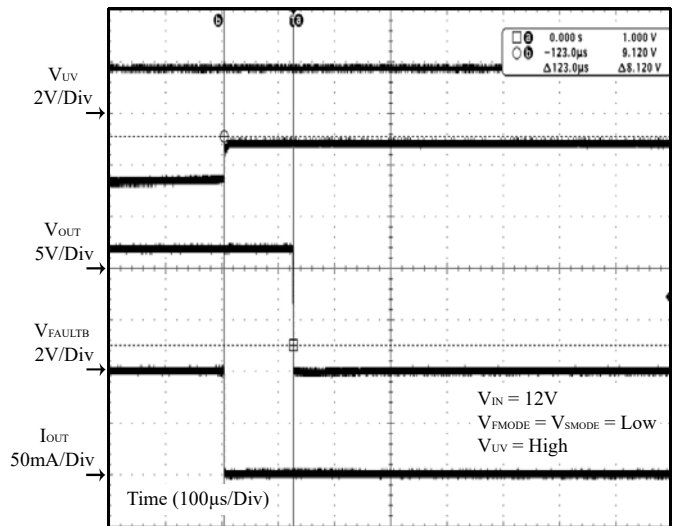 b a
a 0.000 s 1.000 V
b −123.0µs 9.120 V
Δ123.0µs Δ8.120 V
VUV
2V/Div
VOUT
5V/Div
VFAULTB
2V/Div
IOUT
50mA/Div
VIN = 12V
VFMODE = VSMODE = Low
VUV = High
Time (100µs/Div)